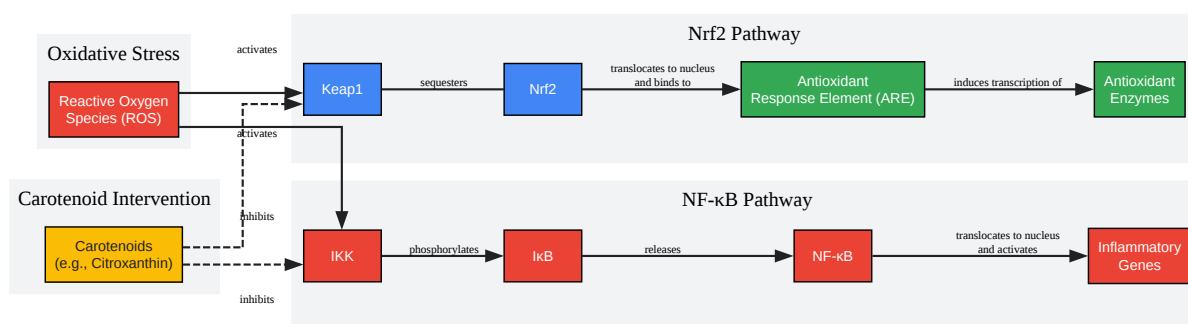 Nrf2 Pathway
Oxidative Stress
activates
Reactive Oxygen
Species (ROS)
Keap1
sequesters
Nrf2
translocates to nucleus
and binds to
Antioxidant
Response Element (ARE)
induces transcription of
Antioxidant
Enzymes
activates
Carotenoid Intervention
NF-κB Pathway
inhibits
Carotenoids
(e.g., Citroxanthin)
IKK
phosphorylates
IκB
releases
NF-κB
translocates to nucleus
and activates
Inflammatory
Genes
inhibits